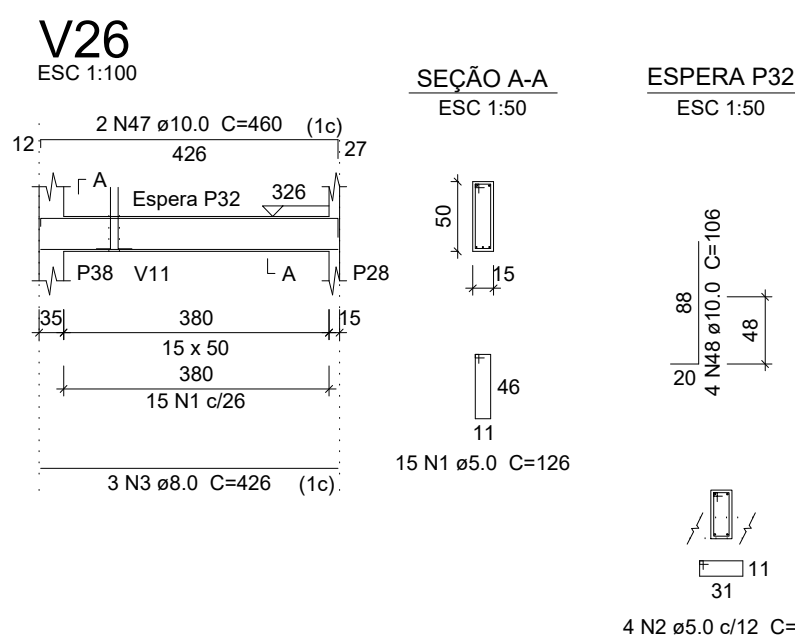 V26
ESC 1:100
2 N47 ø10.0 C=460 (1c)
12
426
27
A
Espera P32
326
P38
V11
A
P28
35
380
15
15 x 50
380
15 N1 c/26
3 N3 ø8.0 C=426 (1c)
SEÇÃO A-A
ESC 1:50
50
15
46
11
15 N1 ø5.0 C=126
ESPERA P32
ESC 1:50
88
4 N48 ø10.0 C=106
48
20
11
31
4 N2 ø5.0 c/12 C=